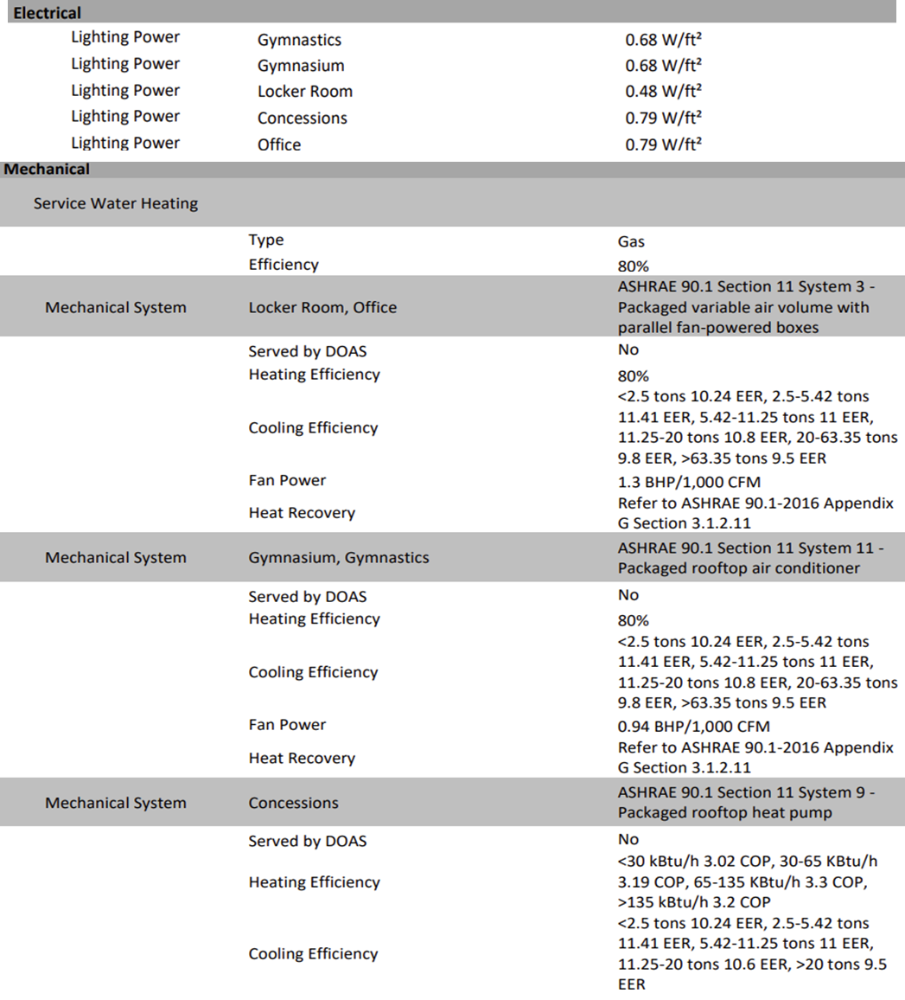 Electrical
Lighting Power Gymnastics 0.68 W/ft²
Lighting Power Gymnasium 0.68 W/ft²
Lighting Power Locker Room 0.48 W/ft²
Lighting Power Concessions 0.79 W/ft²
Lighting Power Office 0.79 W/ft²
Mechanical
Service Water Heating
Type Gas
Efficiency 80%
Mechanical System Locker Room, Office ASHRAE 90.1 Section 11 System 3 -
Packaged variable air volume with
parallel fan-powered boxes
Served by DOAS No
Heating Efficiency 80%
Cooling Efficiency <2.5 tons 10.24 EER, 2.5-5.42 tons
11.41 EER, 5.42-11.25 tons 11 EER,
11.25-20 tons 10.8 EER, 20-63.35 tons
9.8 EER, >63.35 tons 9.5 EER
Fan Power 1.3 BHP/1,000 CFM
Heat Recovery Refer to ASHRAE 90.1-2016 Appendix
G Section 3.1.2.11
Mechanical System Gymnasium, Gymnastics ASHRAE 90.1 Section 11 System 11 -
Packaged rooftop air conditioner
Served by DOAS No
Heating Efficiency 80%
Cooling Efficiency <2.5 tons 10.24 EER, 2.5-5.42 tons
11.41 EER, 5.42-11.25 tons 11 EER,
11.25-20 tons 10.8 EER, 20-63.35 tons
9.8 EER, >63.35 tons 9.5 EER
Fan Power 0.94 BHP/1,000 CFM
Heat Recovery Refer to ASHRAE 90.1-2016 Appendix
G Section 3.1.2.11
Mechanical System Concessions ASHRAE 90.1 Section 11 System 9 -
Packaged rooftop heat pump
Served by DOAS No
Heating Efficiency <30 kBtu/h 3.02 COP, 30-65 KBtu/h
3.19 COP, 65-135 KBtu/h 3.3 COP,
>135 kBtu/h 3.2 COP
Cooling Efficiency <2.5 tons 10.24 EER, 2.5-5.42 tons
11.41 EER, 5.42-11.25 tons 11 EER,
11.25-20 tons 10.6 EER, >20 tons 9.5
EER